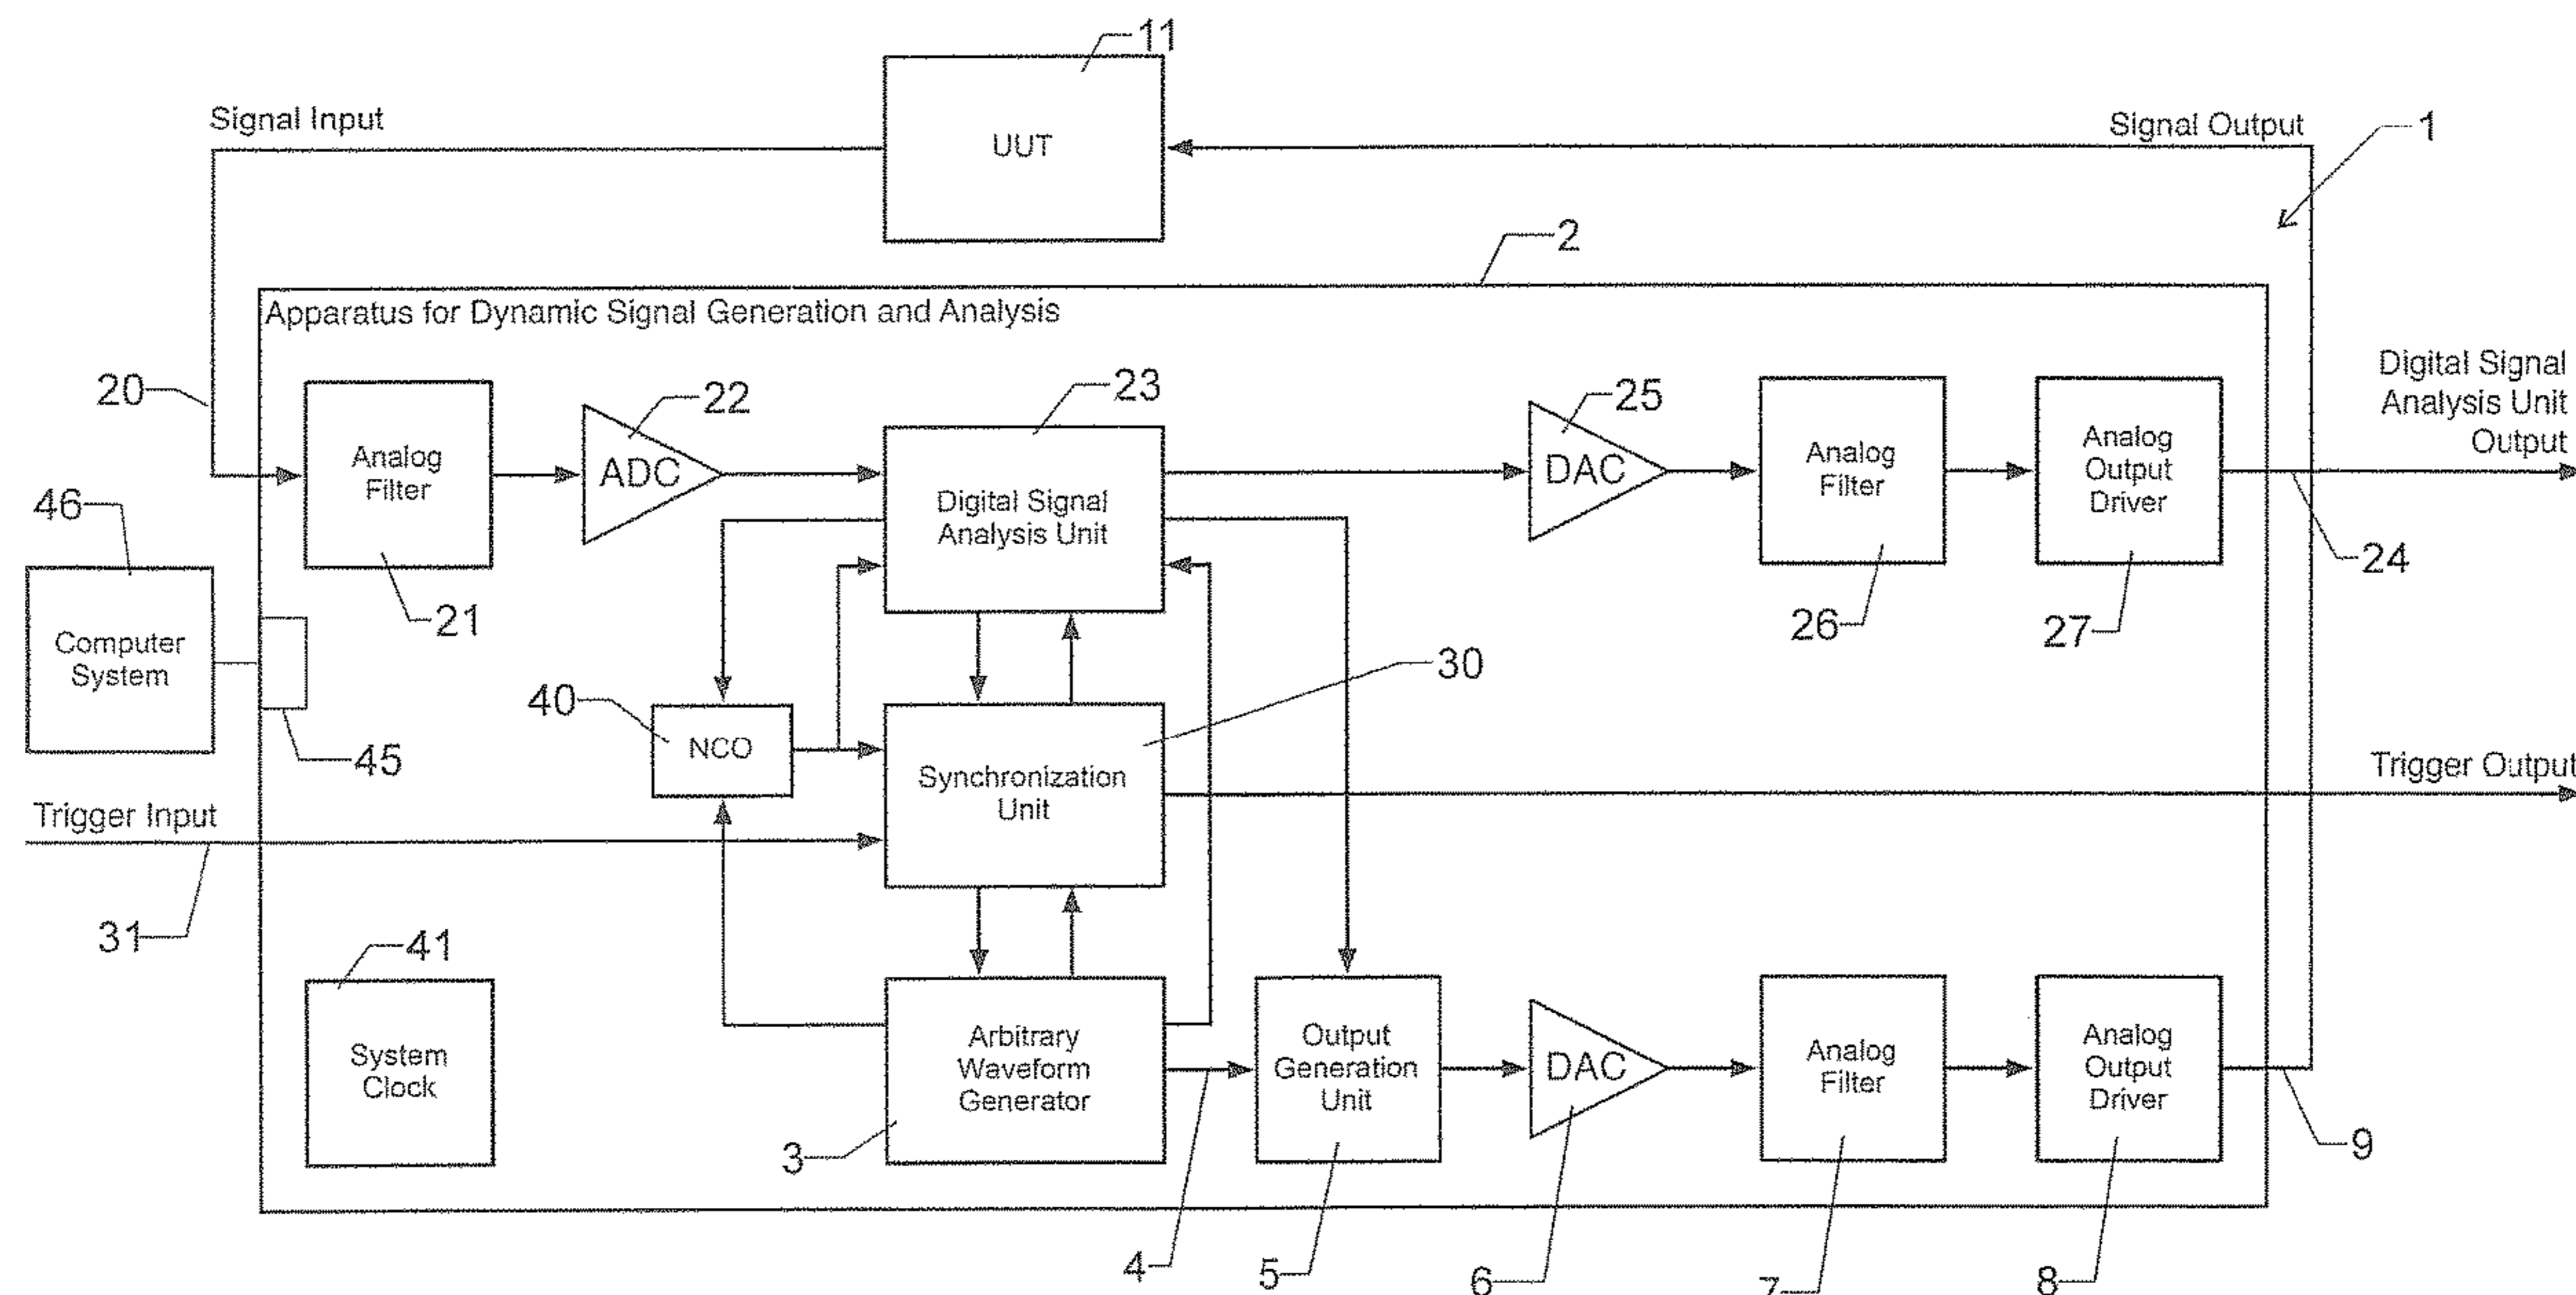 11
Signal Input
UUT
Signal Output
1
2
Apparatus for Dynamic Signal Generation and Analysis
20
Analog
Filter
21
22
ADC
23
Digital Signal
Analysis Unit
25
DAC
Analog
Filter
26
Analog
Output
Driver
27
Digital Signal
Analysis Unit
Output
24
46
Computer
System
45
40
NCO
30
Synchronization
Unit
Trigger Output
Trigger Input
31
41
System
Clock
Arbitrary
Waveform
Generator
3
4
Output
Generation
Unit
5
DAC
6
Analog
Filter
7
Analog
Output
Driver
8
9